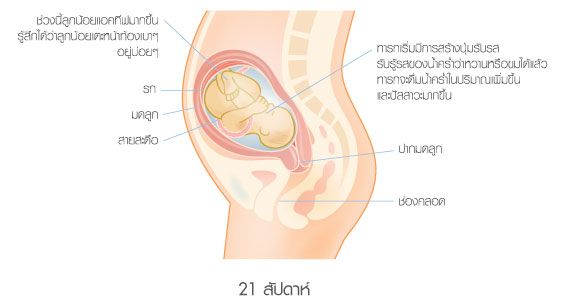 ช่วงนี้ลูกน้อยแอคทีฟมากขึ้น
รู้สึกได้ว่าลูกน้อยเตะหน้าท้องเบาๆ
อยู่บ่อยๆ
รก
มดลูก
สายสะดือ
ทารกเริ่มมีการสร้างปุ่มรับรส
รับรู้รสของน้ำคร่ำว่าหวานหรือขมได้แล้ว
ทารกจะดื่มน้ำคร่ำในปริมาณเพิ่มขึ้น
และปัสสาวะมากขึ้น
ปากมดลูก
ช่องคลอด
21 สัปดาห์